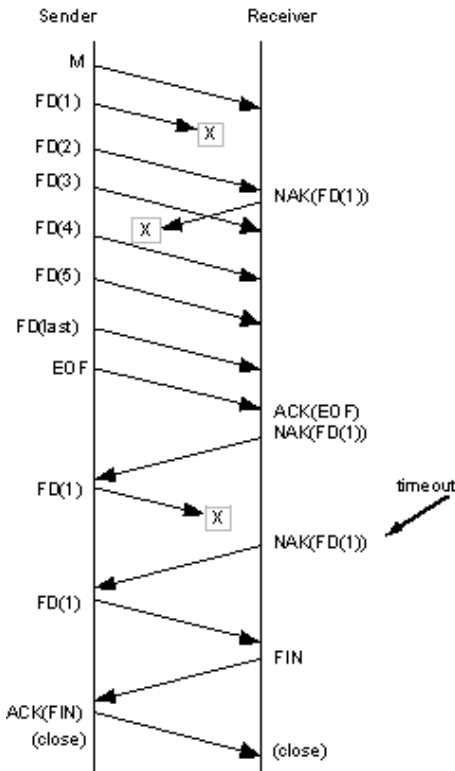 Sender Receiver
M
FD(1)
X
FD(2)
FD(3)
NAK(FD(1))
X
FD(4)
FD(5)
FD(last)
EOF
ACK(EOF)
NAK(FD(1))
FD(1)
timeout
X
NAK(FD(1))
FD(1)
FIN
ACK(FIN)
(close)
(close)